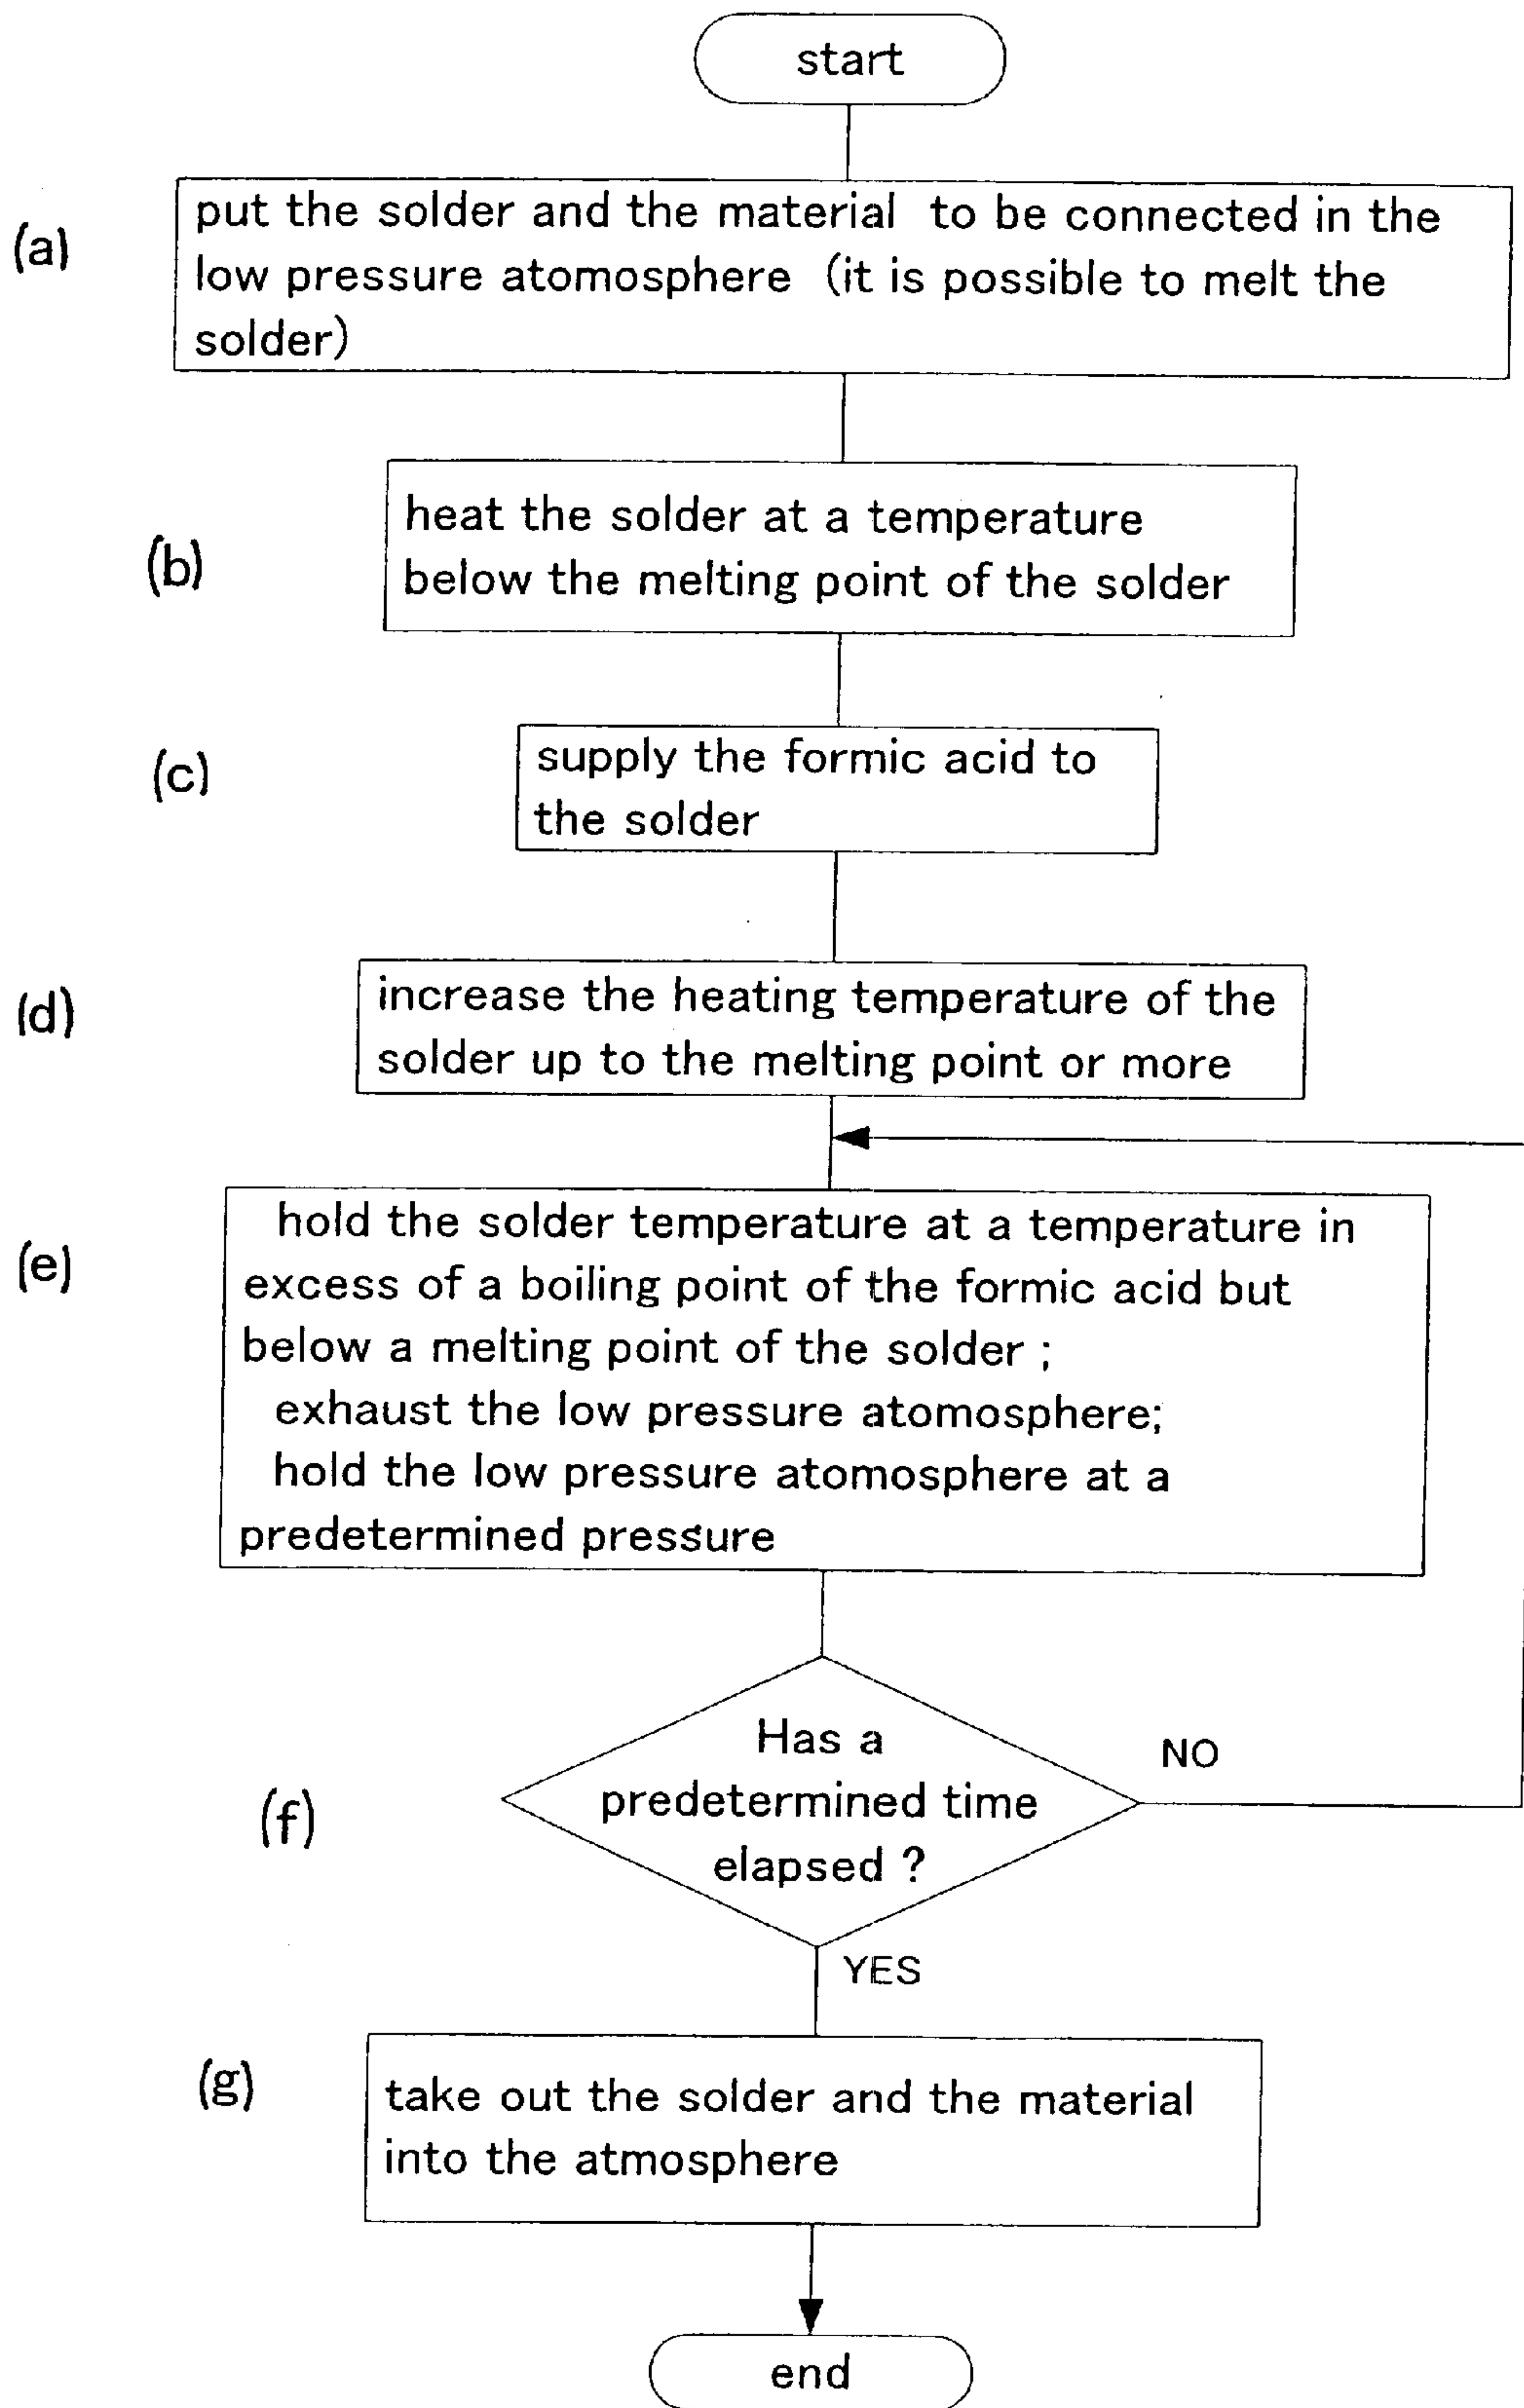 start
(a)
put the solder and the material to be connected in the
low pressure atomosphere (it is possible to melt the
solder)
(b)
heat the solder at a temperature
below the melting point of the solder
(c)
supply the formic acid to
the solder
(d)
increase the heating temperature of the
solder up to the melting point or more
(e)
hold the solder temperature at a temperature in
excess of a boiling point of the formic acid but
below a melting point of the solder ;
exhaust the low pressure atomosphere;
hold the low pressure atomosphere at a
predetermined pressure
(f)
Has a
predetermined time
elapsed ?
NO
YES
(g)
take out the solder and the material
into the atmosphere
end